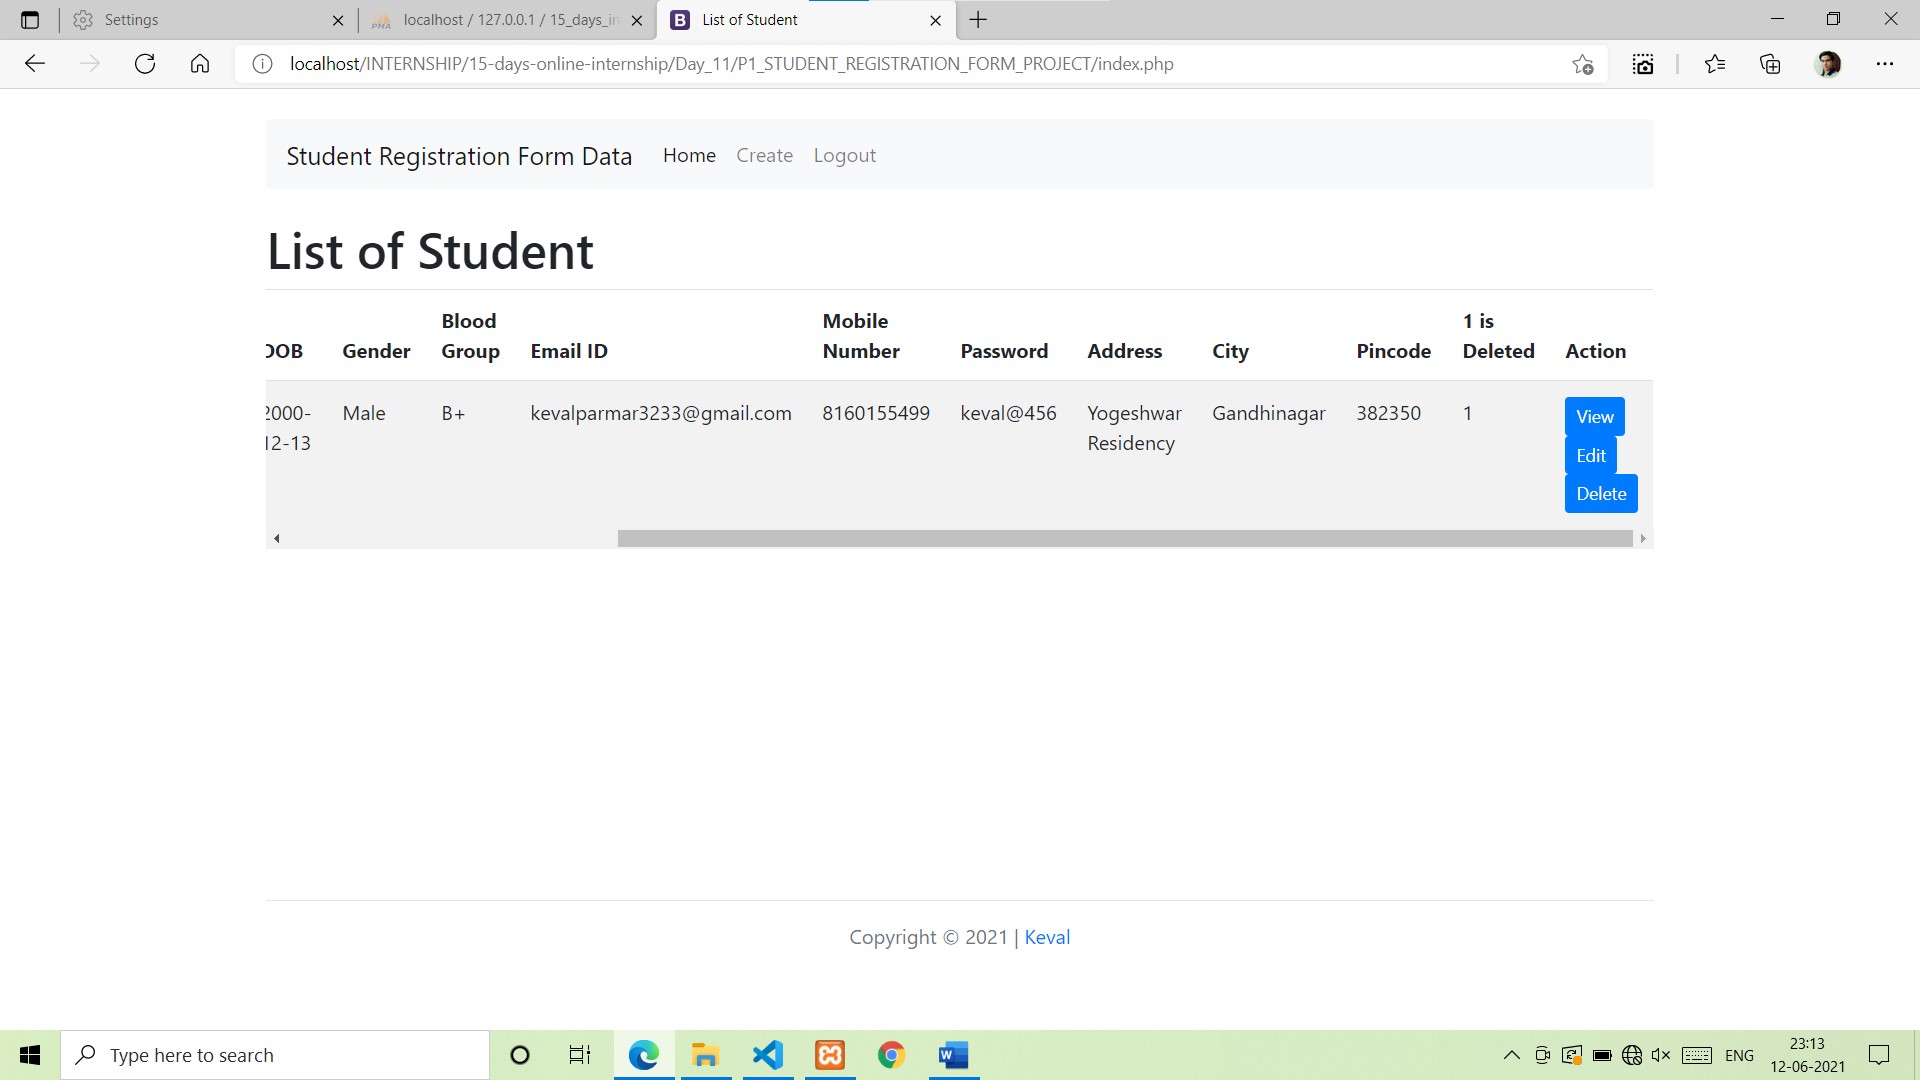 Settings
localhost / 127.0.0.1 / 15_days_in
List of Student
localhost/INTERNSHIP/15-days-online-internship/Day_11/P1_STUDENT_REGISTRATION_FORM_PROJECT/index.php
Student Registration Form Data Home Create Logout
List of Student
DOB Gender Blood Group Email ID Mobile Number Password Address City Pincode 1 is Deleted Action
2000-12-13 Male B+ kevalparmar3233@gmail.com 8160155499 keval@456 Yogeshwar Residency Gandhinagar 382350 1 View
Edit
Delete
Copyright © 2021 | Keval
Type here to search
ENG
23:13
12-06-2021